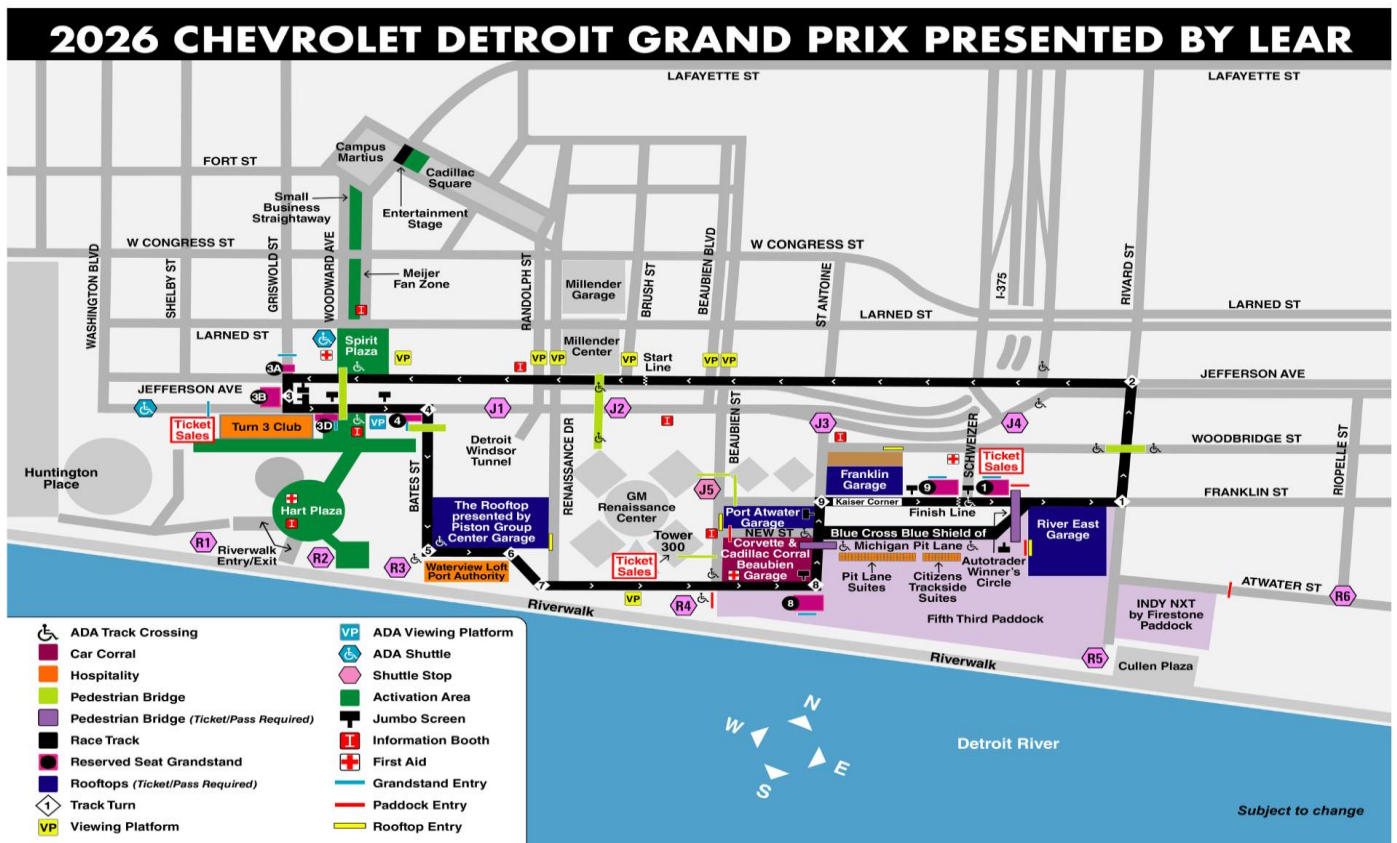 2026 CHEVROLET DETROIT GRAND PRIX PRESENTED BY LEAR
LAFAYETTE ST
LAFAYETTE ST
Campus
Martius
FORT ST
Cadillac
Square
Small
Business
Straightaway
Entertainment
Stage
W CONGRESS ST
W CONGRESS ST
WASHINGTON BLVD
SHELBY ST
GRISWOLD ST
WOODWARD AVE
RANDOLPH ST
BRUSH ST
BEAUBIEN BLVD
ST ANTOINE
I-375
RIVARD ST
Meijer
Fan Zone
Millender
Garage
I
LARNED ST
LARNED ST
LARNED ST
Spirit
Plaza
Millender
Center
VP
VP
VP
VP
VP
VP
Start
Line
I
3A
JEFFERSON AVE
JEFFERSON AVE
3B
3
2
Ticket
Sales
Turn 3 Club
3D
I
VP
4
4
J1
J2
I
J3
I
J4
Detroit
Windsor
Tunnel
RENAISSANCE DR
BEAUBIEN ST
SCHWEIZER
WOODBRIDGE ST
RIOPELLE ST
Ticket
Sales
Huntington
Place
BATES ST
GM
Renaissance
Center
J5
Franklin
Garage
9
1
FRANKLIN ST
Hart Plaza
I
The Rooftop
presented by
Piston Group
Center Garage
Port Atwater
Garage
9
Kaiser Corner
Finish Line
1
River East
Garage
R1
Riverwalk
Entry/Exit
R2
R3
5
6
Tower
300
I
NEW ST
Blue Cross Blue Shield of
Michigan Pit Lane
Corvette &
Cadillac Corral
Beaubien
Garage
Waterview Loft
Port Authority
Ticket
Sales
Pit Lane
Suites
Citizens
Trackside
Suites
Autotrader
Winner's
Circle
7
8
ATWATER ST
R6
VP
R4
8
Riverwalk
Fifth Third Paddock
INDY NXT
by Firestone
Paddock
Riverwalk
R5
Cullen Plaza
ADA Track Crossing
Car Corral
Hospitality
Pedestrian Bridge
Pedestrian Bridge (Ticket/Pass Required)
Race Track
Reserved Seat Grandstand
Rooftops (Ticket/Pass Required)
1 Track Turn
VP Viewing Platform
VP ADA Viewing Platform
ADA Shuttle
Shuttle Stop
Activation Area
Jumbo Screen
I Information Booth
First Aid
Grandstand Entry
Paddock Entry
Rooftop Entry
N
W
E
S
Detroit River
Subject to change